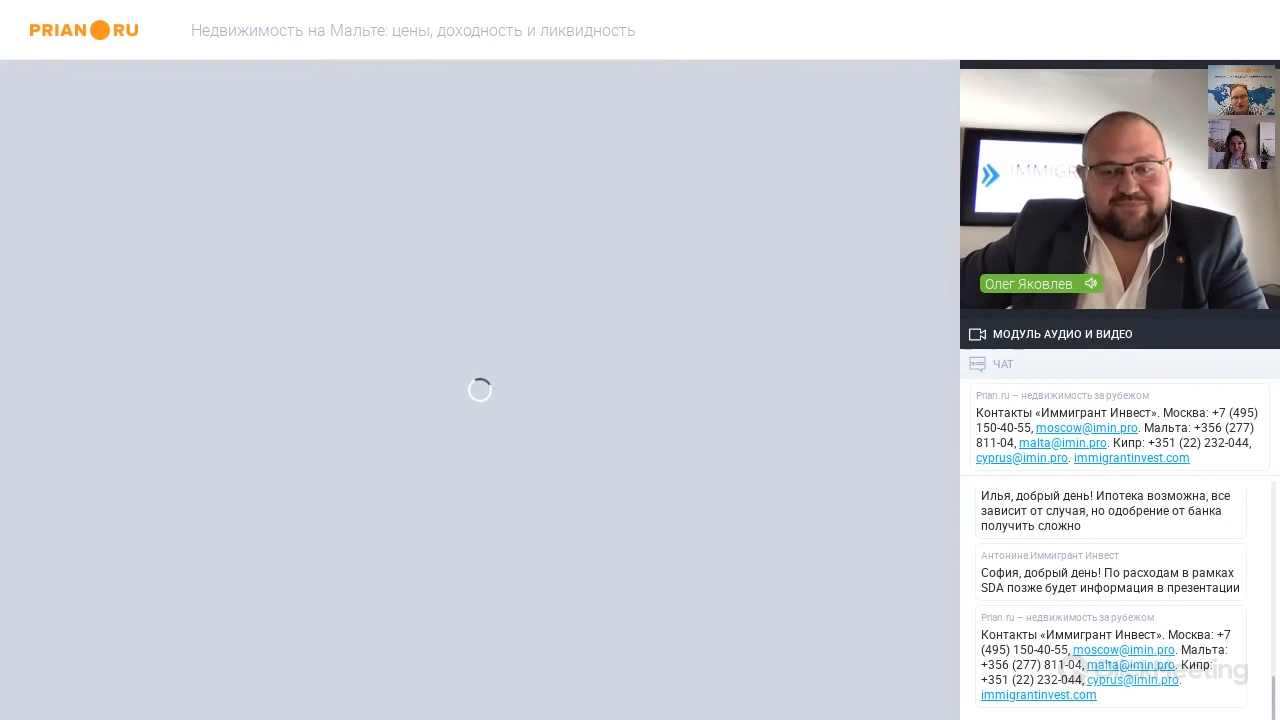 PRIAN RU
Недвижимость на Мальте: цены, доходность и ликвидность
IMMIGR
Олег Яковлев
МОДУЛЬ АУДИО И ВИДЕО
ЧАТ
Prian.ru – недвижимость за рубежом
Контакты «Иммигрант Инвест». Москва: +7 (495)
150-40-55, moscow@imin.pro. Мальта: +356 (277)
811-04, malta@imin.pro. Кипр: +351 (22) 232-044,
cyprus@imin.pro. immigrantinvest.com
Илья, добрый день! Ипотека возможна, все
зависит от случая, но одобрение от банка
получить сложно
Антонина Иммигрант Инвест
София, добрый день! По расходам в рамках
SDA позже будет информация в презентации
Prian.ru – недвижимость за рубежом
Контакты «Иммигрант Инвест». Москва: +7
(495) 150-40-55, moscow@imin.pro. Мальта:
+356 (277) 811-04, malta@imin.pro. Кипр:
+351 (22) 232-044, cyprus@imin.pro.
immigrantinvest.com
ClickMeeting